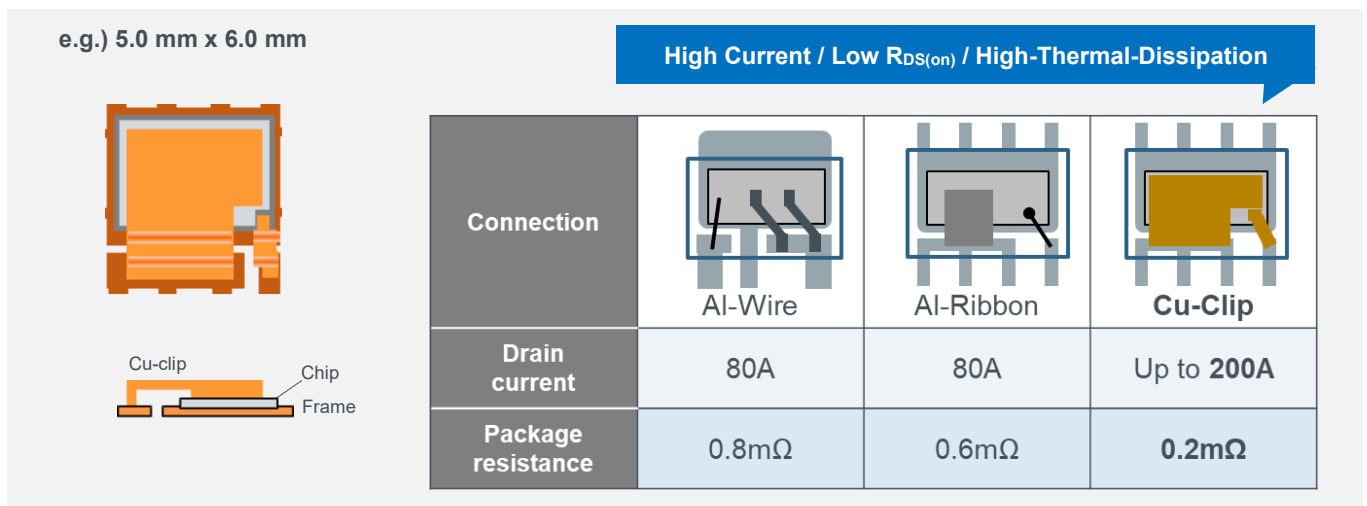 e.g.) 5.0 mm x 6.0 mm
High Current / Low RDS(on) / High-Thermal-Dissipation
Connection
Al-Wire
Al-Ribbon
Cu-Clip
Drain
current
80A
80A
Up to 200A
Package
resistance
0.8mΩ
0.6mΩ
0.2mΩ
Cu-clip
Chip
Frame